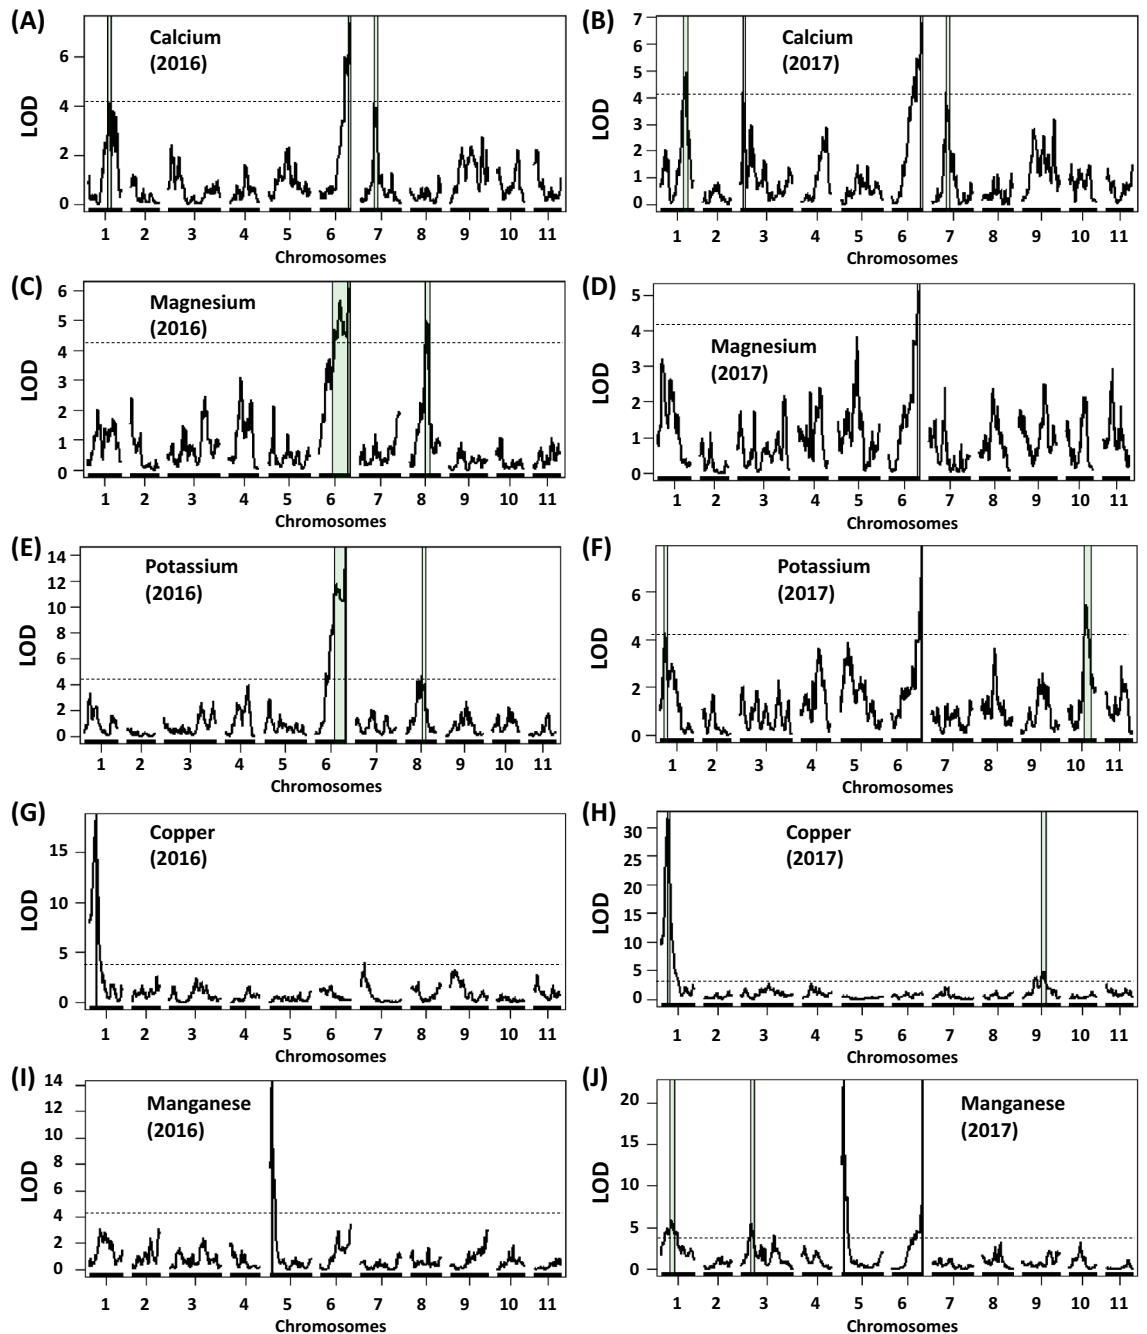 (A)
Calcium
(2016)
LOD
6
4
2
0
1 2 3 4 5 6 7 8 9 10 11
Chromosomes
(B)
Calcium
(2017)
LOD
7
6
5
4
3
2
1
0
1 2 3 4 5 6 7 8 9 10 11
Chromosomes
(C)
Magnesium
(2016)
LOD
6
5
4
3
2
1
0
1 2 3 4 5 6 7 8 9 10 11
Chromosomes
(D)
Magnesium
(2017)
LOD
5
4
3
2
1
0
1 2 3 4 5 6 7 8 9 10 11
Chromosomes
(E)
Potassium
(2016)
LOD
14
12
10
8
6
4
2
0
1 2 3 4 5 6 7 8 9 10 11
Chromosomes
(F)
Potassium
(2017)
LOD
6
4
2
0
1 2 3 4 5 6 7 8 9 10 11
Chromosomes
(G)
Copper
(2016)
LOD
15
10
5
0
1 2 3 4 5 6 7 8 9 10 11
Chromosomes
(H)
Copper
(2017)
LOD
30
25
20
15
10
5
0
1 2 3 4 5 6 7 8 9 10 11
Chromosomes
(I)
Manganese
(2016)
LOD
14
12
10
8
6
4
2
0
1 2 3 4 5 6 7 8 9 10 11
Chromosomes
(J)
Manganese
(2017)
LOD
20
15
10
5
0
1 2 3 4 5 6 7 8 9 10 11
Chromosomes